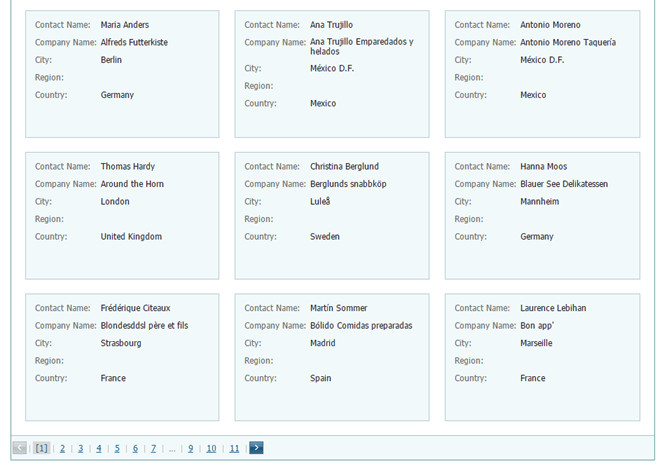 Contact Name: Maria Anders
Company Name: Alfreds Futterkiste
City: Berlin
Region:
Country: Germany
Contact Name: Ana Trujillo
Company Name: Ana Trujillo Emparedados y
helados
City: México D.F.
Region:
Country: Mexico
Contact Name: Antonio Moreno
Company Name: Antonio Moreno Taquería
City: México D.F.
Region:
Country: Mexico
Contact Name: Thomas Hardy
Company Name: Around the Horn
City: London
Region:
Country: United Kingdom
Contact Name: Christina Berglund
Company Name: Berglunds snabbköp
City: Luleå
Region:
Country: Sweden
Contact Name: Hanna Moos
Company Name: Blauer See Delikatessen
City: Mannheim
Region:
Country: Germany
Contact Name: Frédérique Citeaux
Company Name: Blondesddsl père et fils
City: Strasbourg
Region:
Country: France
Contact Name: Martín Sommer
Company Name: Bólido Comidas preparadas
City: Madrid
Region:
Country: Spain
Contact Name: Laurence Lebihan
Company Name: Bon app'
City: Marseille
Region:
Country: France
[1] | 2 | 3 | 4 | 5 | 6 | 7 | ... | 9 | 10 | 11 |